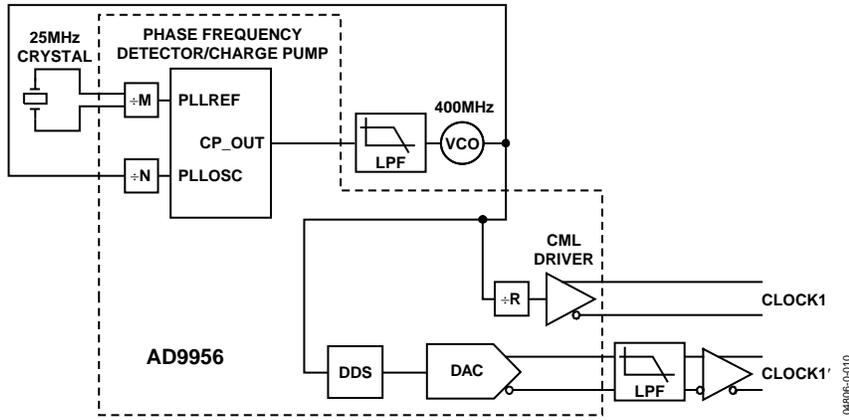 PHASE FREQUENCY
DETECTOR/CHARGE PUMP
25MHz
CRYSTAL
÷M
PLLREF
400MHz
CP_OUT
VCO
LPF
÷N
PLLOSC
CML
DRIVER
÷R
CLOCK1
AD9956
DDS
DAC
LPF
CLOCK1′
04806-0-010